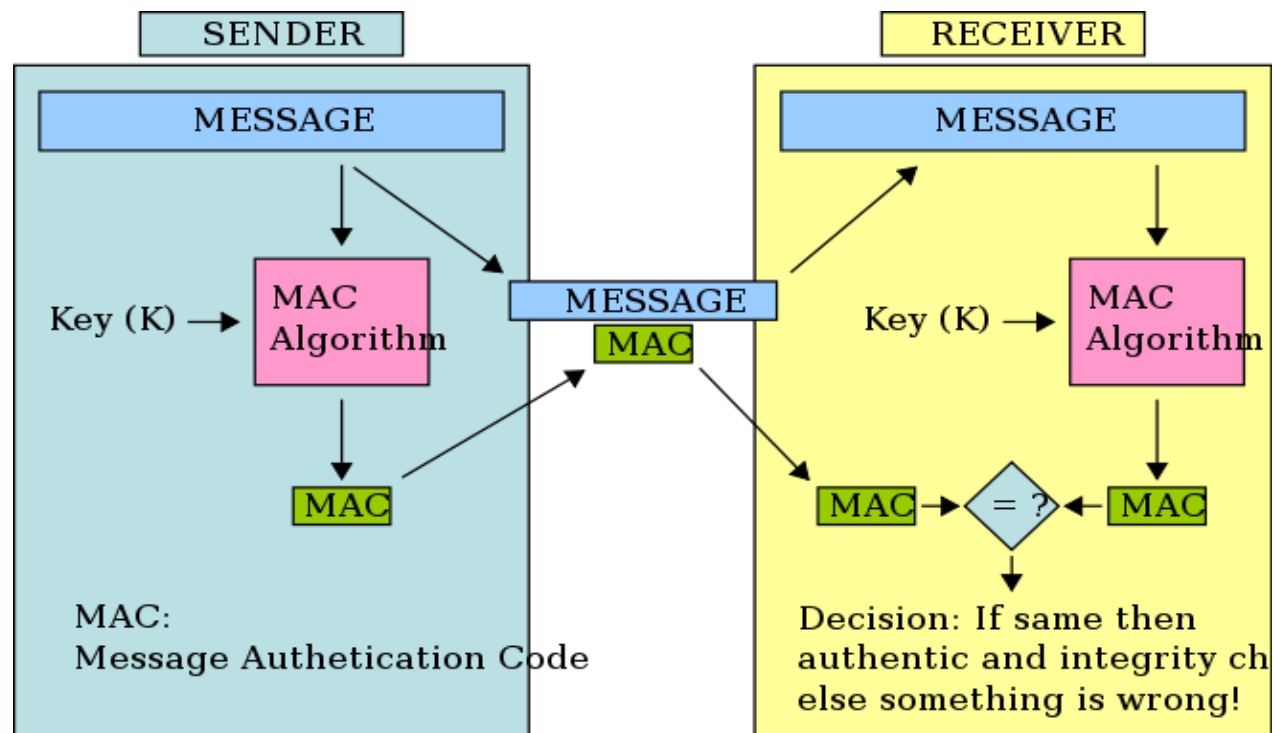 SENDER
MESSAGE
Key (K)
MAC
Algorithm
MAC
MAC:
Message Authetication Code
MESSAGE
MAC
RECEIVER
MESSAGE
Key (K)
MAC
Algorithm
MAC
= ?
MAC
Decision: If same then
authentic and integrity ch
else something is wrong!